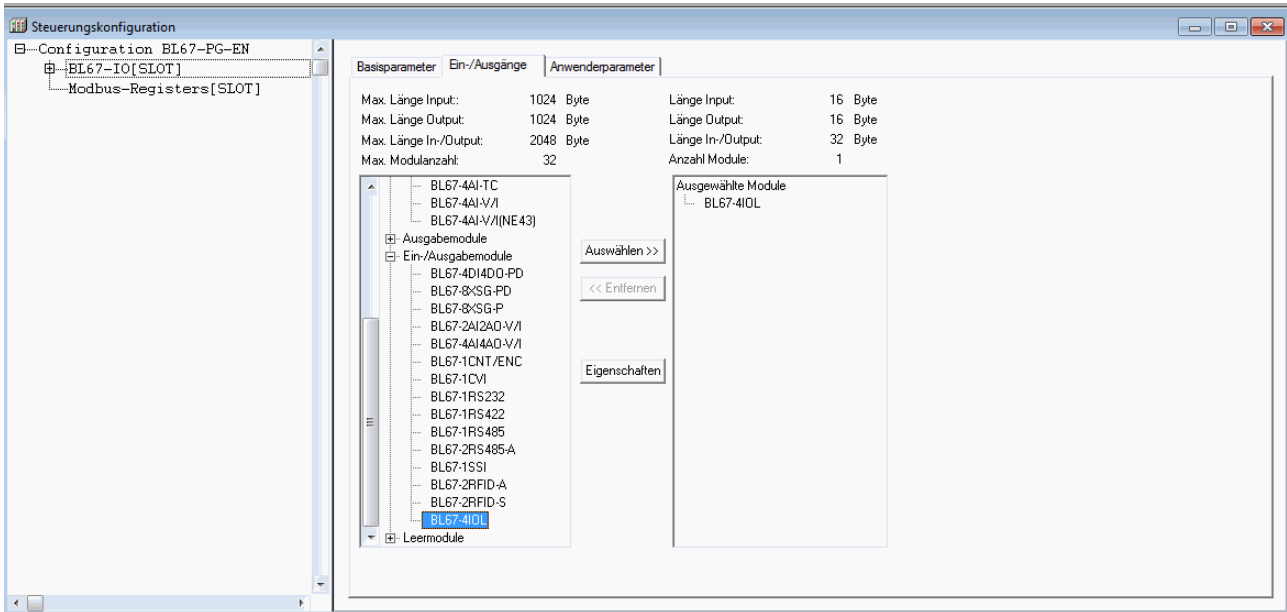 Steuerungskonfiguration
Configuration BL67-PG-EN
BL67-IO[SLOT]
Modbus-Registers[SLOT]
Basisparameter Ein-/Ausgänge Anwenderparameter
Max. Länge Input:: 1024 Byte Länge Input: 16 Byte
Max. Länge Output: 1024 Byte Länge Output: 16 Byte
Max. Länge In-/Output: 2048 Byte Länge In-/Output: 32 Byte
Max. Modulanzahl: 32 Anzahl Module: 1
BL67-4AI-TC
BL67-4AI-V/I
BL67-4AI-V/I(NE43)
Ausgabemodule
Ein-/Ausgabemodule
BL67-4DI4DO-PD
BL67-8XSG-PD
BL67-8XSG-P
BL67-2AI2AO-V/I
BL67-4AI4AO-V/I
BL67-1CNT/ENC
BL67-1CVI
BL67-1RS232
BL67-1RS422
BL67-1RS485
BL67-2RS485-A
BL67-1SSI
BL67-2RFID-A
BL67-2RFID-S
BL67-4IOL
Leermodule
Auswählen >>
<< Entfernen
Eigenschaften
Ausgewählte Module
BL67-4IOL